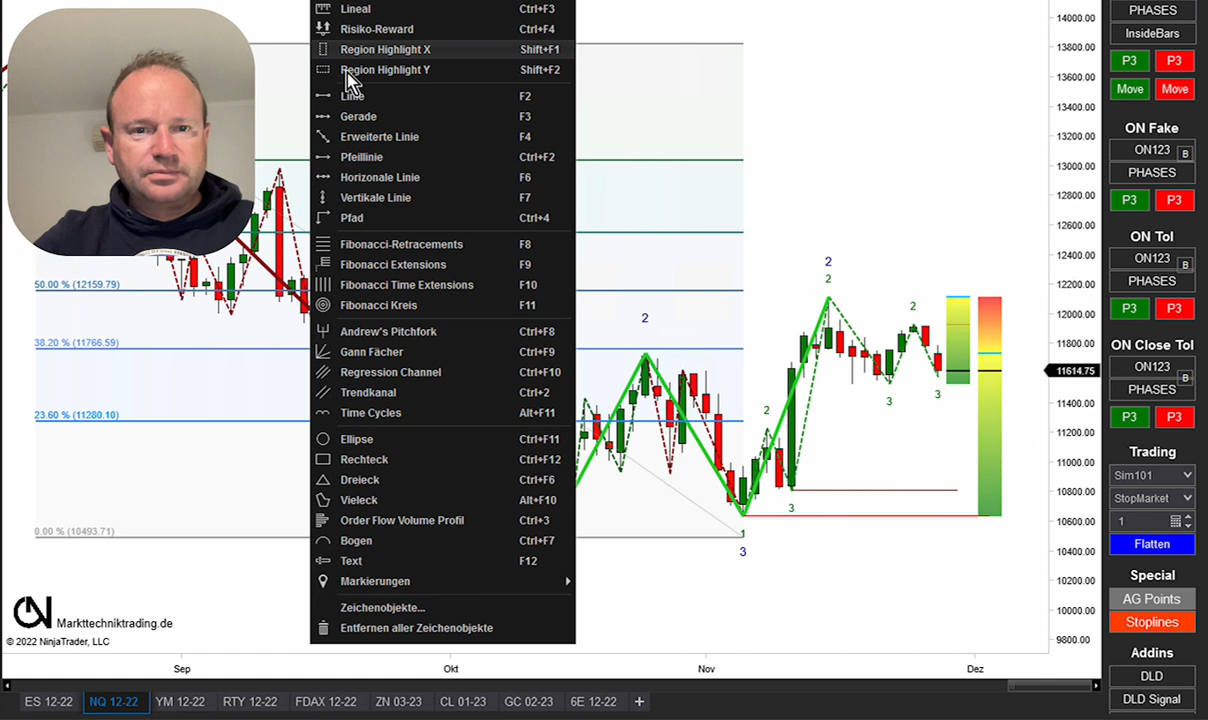 Lineal Ctrl+F3
Risiko-Reward Ctrl+F4
Region Highlight X Shift+F1
Region Highlight Y Shift+F2
Linie F2
Gerade F3
Erweiterte Linie F4
Pfeillinie Ctrl+F2
Horizonale Linie F6
Vertikale Linie F7
Pfad Ctrl+4
Fibonacci-Retracements F8
Fibonacci Extensions F9
Fibonacci Time Extensions F10
Fibonacci Kreis F11
Andrew's Pitchfork Ctrl+F8
Gann Fächer Ctrl+F9
Regression Channel Ctrl+F10
Trendkanal Ctrl+2
Time Cycles Alt+F11
Ellipse Ctrl+F11
Rechteck Ctrl+F12
Dreieck Ctrl+F6
Vieleck Alt+F10
Order Flow Volume Profil Ctrl+3
Bogen Ctrl+F7
Text F12
Markierungen
Zeichenobjekte...
Entfernen aller Zeichenobjekte
50.00 % (12159.79)
38.20 % (11766.59)
23.60 % (11280.10)
0.00 % (10493.71)
2
3
1
2
3
2
2
3
2
3
14000.00
13800.00
13600.00
13400.00
13200.00
13000.00
12800.00
12600.00
12400.00
12200.00
12000.00
11800.00
11614.75
11400.00
11200.00
11000.00
10800.00
10600.00
10400.00
10200.00
10000.00
9800.00
PHASES
InsideBars
P3 P3
Move Move
ON Fake
ON123 B
PHASES
P3 P3
ON Tol
ON123 B
PHASES
P3 P3
ON Close Tol
ON123 B
PHASES
P3 P3
Trading
Sim101
StopMarket
1
Flatten
Special
AG Points
Stoplines
Addins
DLD
DLD Signal
Markttechniktrading.de
© 2022 NinjaTrader, LLC
Sep Okt Nov Dez
ES 12-22 NQ 12-22 YM 12-22 RTY 12-22 FDAX 12-22 ZN 03-23 CL 01-23 GC 02-23 6E 12-22 +